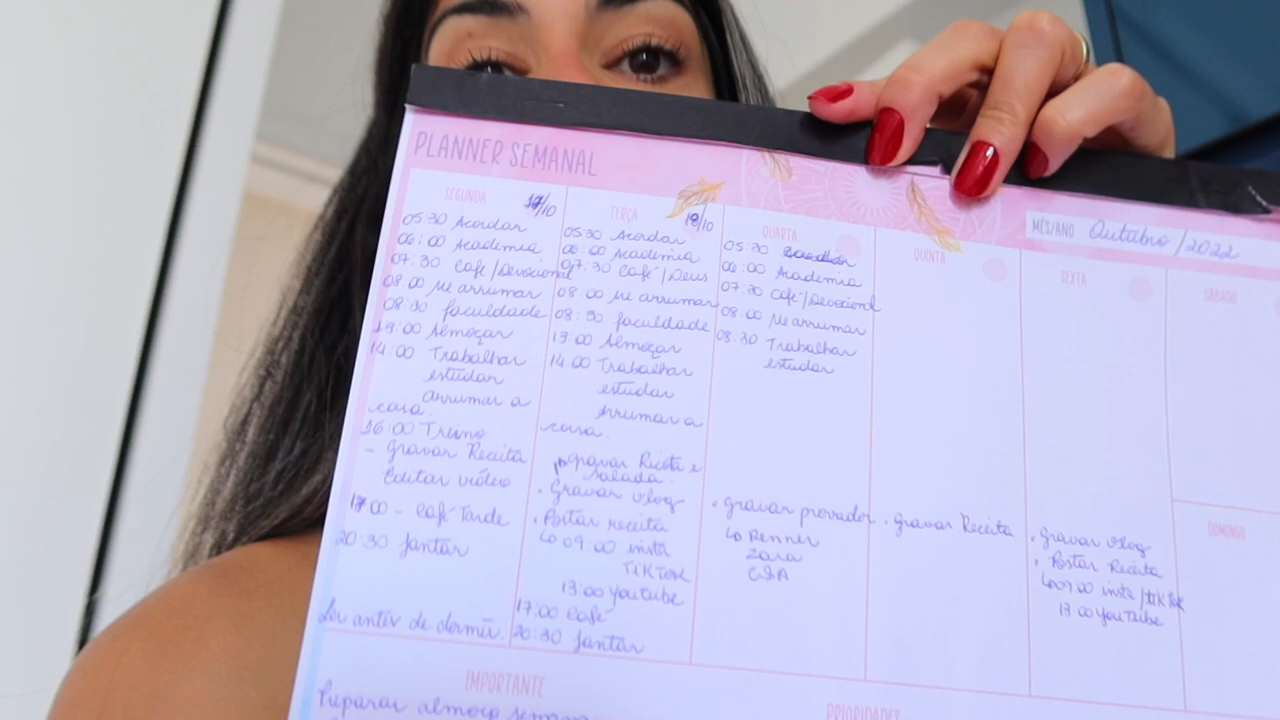 PLANNER SEMANAL
MÊS/ANO Outubro/2022
SEGUNDA 17/10
05:30 Acordar
06:00 Academia
07:30 Café/Devocional
08:00 me arrumar
08:30 faculdade
13:00 Almoçar
14:00 Trabalhar
estudar
arrumar a
casa.
16:00 Treino
- Gravar Receita
Editar vídeo
17:00 - Café Tarde
20:30 Jantar
Ler antes de dormir.
TERÇA 18/10
05:30 Acordar
06:00 Academia
07:30 Café/Deus
08:00 me arrumar
08:30 faculdade
13:00 Almoçar
14:00 Trabalhar
estudar
Arrumar a
casa.
gravar Ricota e
salada.
• Gravar vlog
• Postar receita
09:00 insta
TIKTOK
13:00 youtube
17:00 Café
20:30 Jantar
QUARTA
05:30
06:00 Academia
07:30 Café/Devocional
08:00 me arrumar
08:30 Trabalhar
estudar
• gravar provador
Renner
Zara
C&A
QUINTA
• gravar Receita
SEXTA
• gravar vlog
• Postar Receita
09:00 insta/tiktok
13:00 youtube
SÁBADO
DOMINGO
IMPORTANTE
Preparar almoço
PRIORIDADES